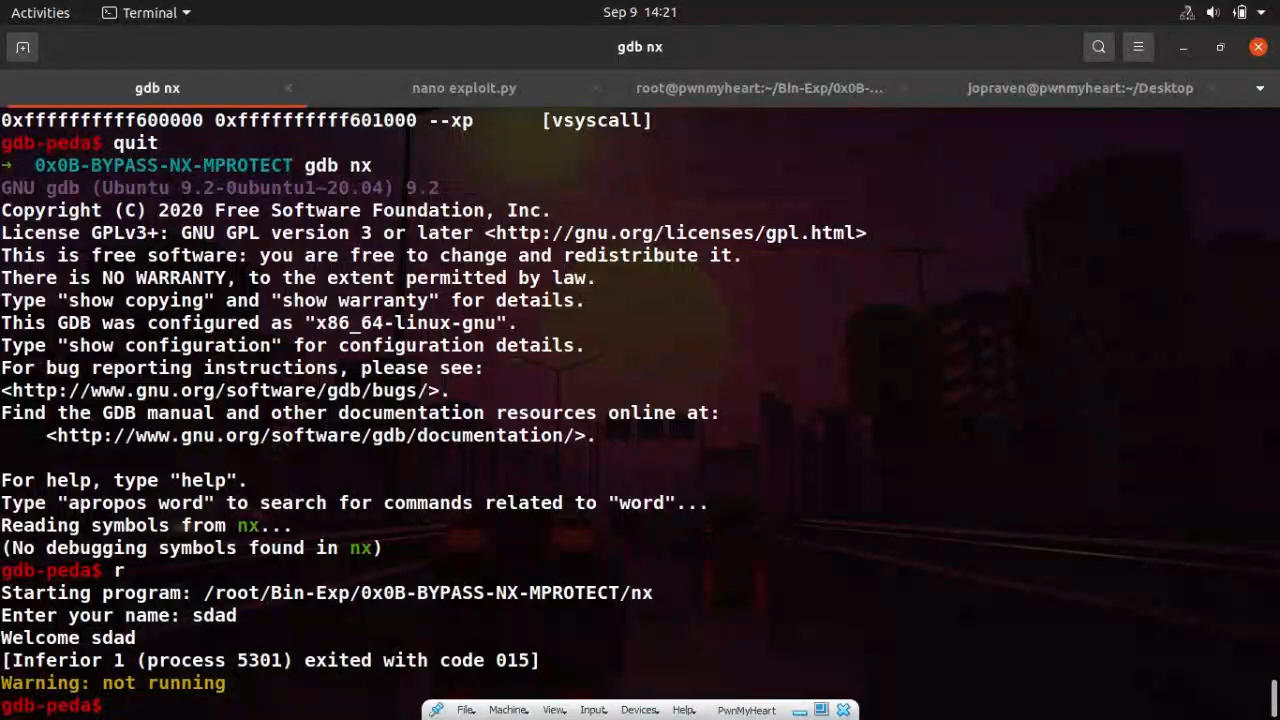 Activities Terminal Sep 9 14:21
gdb nx
gdb nx nano exploit.py root@pwnmyheart:~/Bin-Exp/0x0B-... jopraven@pwnmyheart:~/Desktop
0xffffffffff600000 0xffffffffff601000 --xp      [vsyscall]
gdb-peda$ quit
→  0x0B-BYPASS-NX-MPROTECT gdb nx
GNU gdb (Ubuntu 9.2-0ubuntu1~20.04) 9.2
Copyright (C) 2020 Free Software Foundation, Inc.
License GPLv3+: GNU GPL version 3 or later <http://gnu.org/licenses/gpl.html>
This is free software: you are free to change and redistribute it.
There is NO WARRANTY, to the extent permitted by law.
Type "show copying" and "show warranty" for details.
This GDB was configured as "x86_64-linux-gnu".
Type "show configuration" for configuration details.
For bug reporting instructions, please see:
<http://www.gnu.org/software/gdb/bugs/>.
Find the GDB manual and other documentation resources online at:
    <http://www.gnu.org/software/gdb/documentation/>.
For help, type "help".
Type "apropos word" to search for commands related to "word"...
Reading symbols from nx...
(No debugging symbols found in nx)
gdb-peda$ r
Starting program: /root/Bin-Exp/0x0B-BYPASS-NX-MPROTECT/nx
Enter your name: sdad
Welcome sdad
[Inferior 1 (process 5301) exited with code 015]
Warning: not running
gdb-peda$
File Machine View Input Devices Help PwnMyHeart